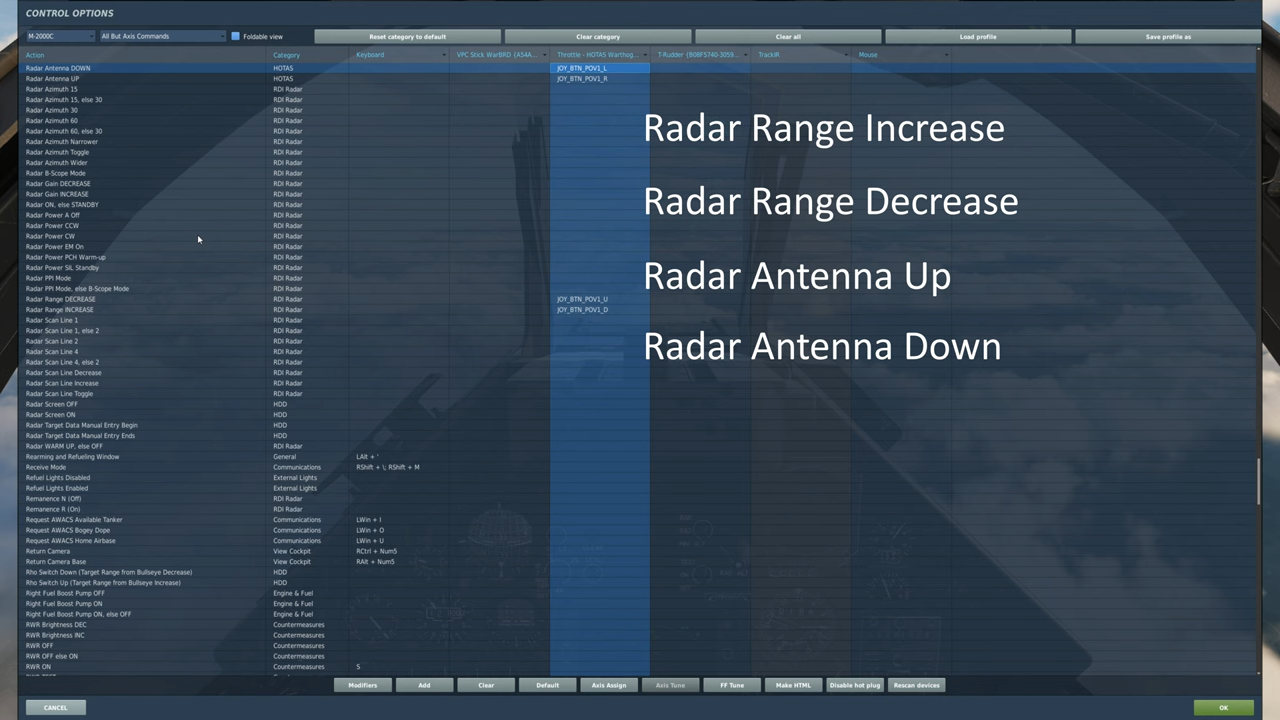 CONTROL OPTIONS
M-2000C All But Axis Commands Foldable view Reset category to default Clear category Clear all Load profile Save profile as
Action Category Keyboard VPC Stick WarBRD {A54A... Throttle - HOTAS Warthog... T-Rudder {B08F5740-3059... TrackIR Mouse
Radar Antenna DOWN HOTAS JOY_BTN_POV1_L
Radar Antenna UP HOTAS JOY_BTN_POV1_R
Radar Azimuth 15 RDI Radar
Radar Azimuth 15, else 30 RDI Radar
Radar Azimuth 30 RDI Radar
Radar Azimuth 60 RDI Radar
Radar Azimuth 60, else 30 RDI Radar
Radar Azimuth Narrower RDI Radar
Radar Azimuth Toggle RDI Radar
Radar Azimuth Wider RDI Radar
Radar B-Scope Mode RDI Radar
Radar Gain DECREASE RDI Radar
Radar Gain INCREASE RDI Radar
Radar ON, else STANDBY RDI Radar
Radar Power A Off RDI Radar
Radar Power CCW RDI Radar
Radar Power CW RDI Radar
Radar Power EM On RDI Radar
Radar Power PCH Warm-up RDI Radar
Radar Power SIL Standby RDI Radar
Radar PPI Mode RDI Radar
Radar PPI Mode, else B-Scope Mode RDI Radar
Radar Range DECREASE RDI Radar JOY_BTN_POV1_U
Radar Range INCREASE RDI Radar JOY_BTN_POV1_D
Radar Scan Line 1 RDI Radar
Radar Scan Line 1, else 2 RDI Radar
Radar Scan Line 2 RDI Radar
Radar Scan Line 4 RDI Radar
Radar Scan Line 4, else 2 RDI Radar
Radar Scan Line Decrease RDI Radar
Radar Scan Line Increase RDI Radar
Radar Scan Line Toggle RDI Radar
Radar Screen OFF HDD
Radar Screen ON HDD
Radar Target Data Manual Entry Begin HDD
Radar Target Data Manual Entry Ends HDD
Radar WARM UP, else OFF RDI Radar
Rearming and Refueling Window General LAlt + '
Receive Mode Communications RShift + \; RShift + M
Refuel Lights Disabled External Lights
Refuel Lights Enabled External Lights
Remanence N (Off) RDI Radar
Remanence R (On) RDI Radar
Request AWACS Available Tanker Communications LWin + I
Request AWACS Bogey Dope Communications LWin + O
Request AWACS Home Airbase Communications LWin + U
Return Camera View Cockpit RCtrl + Num5
Return Camera Base View Cockpit RAlt + Num5
Rho Switch Down (Target Range from Bullseye Decrease) HDD
Rho Switch Up (Target Range from Bullseye Increase) HDD
Right Fuel Boost Pump OFF Engine & Fuel
Right Fuel Boost Pump ON Engine & Fuel
Right Fuel Boost Pump ON, else OFF Engine & Fuel
RWR Brightness DEC Countermeasures
RWR Brightness INC Countermeasures
RWR OFF Countermeasures
RWR OFF else ON Countermeasures
RWR ON Countermeasures S
Radar Range Increase
Radar Range Decrease
Radar Antenna Up
Radar Antenna Down
Modifiers Add Clear Default Axis Assign Axis Tune FF Tune Make HTML Disable hot plug Rescan devices
CANCEL OK